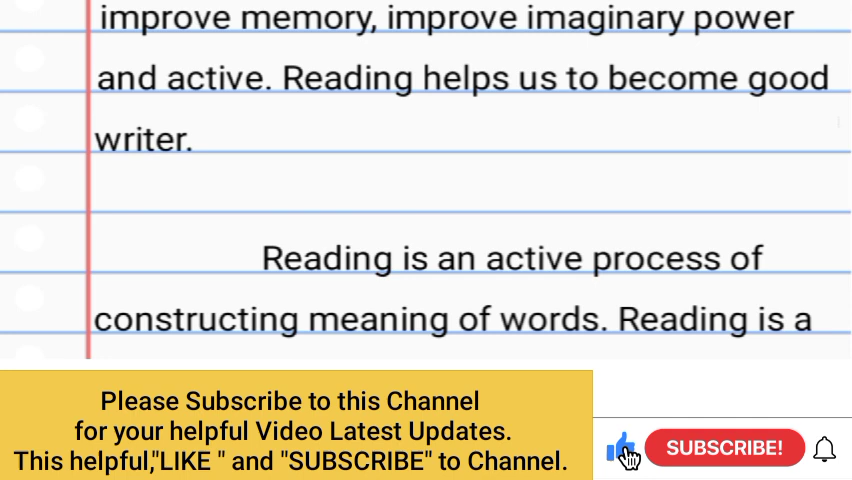 improve memory, improve imaginary power
and active. Reading helps us to become good
writer.
Reading is an active process of
constructing meaning of words. Reading is a
Please Subscribe to this Channel
for your helpful Video Latest Updates.
This helpful,"LIKE " and "SUBSCRIBE" to Channel.
SUBSCRIBE!